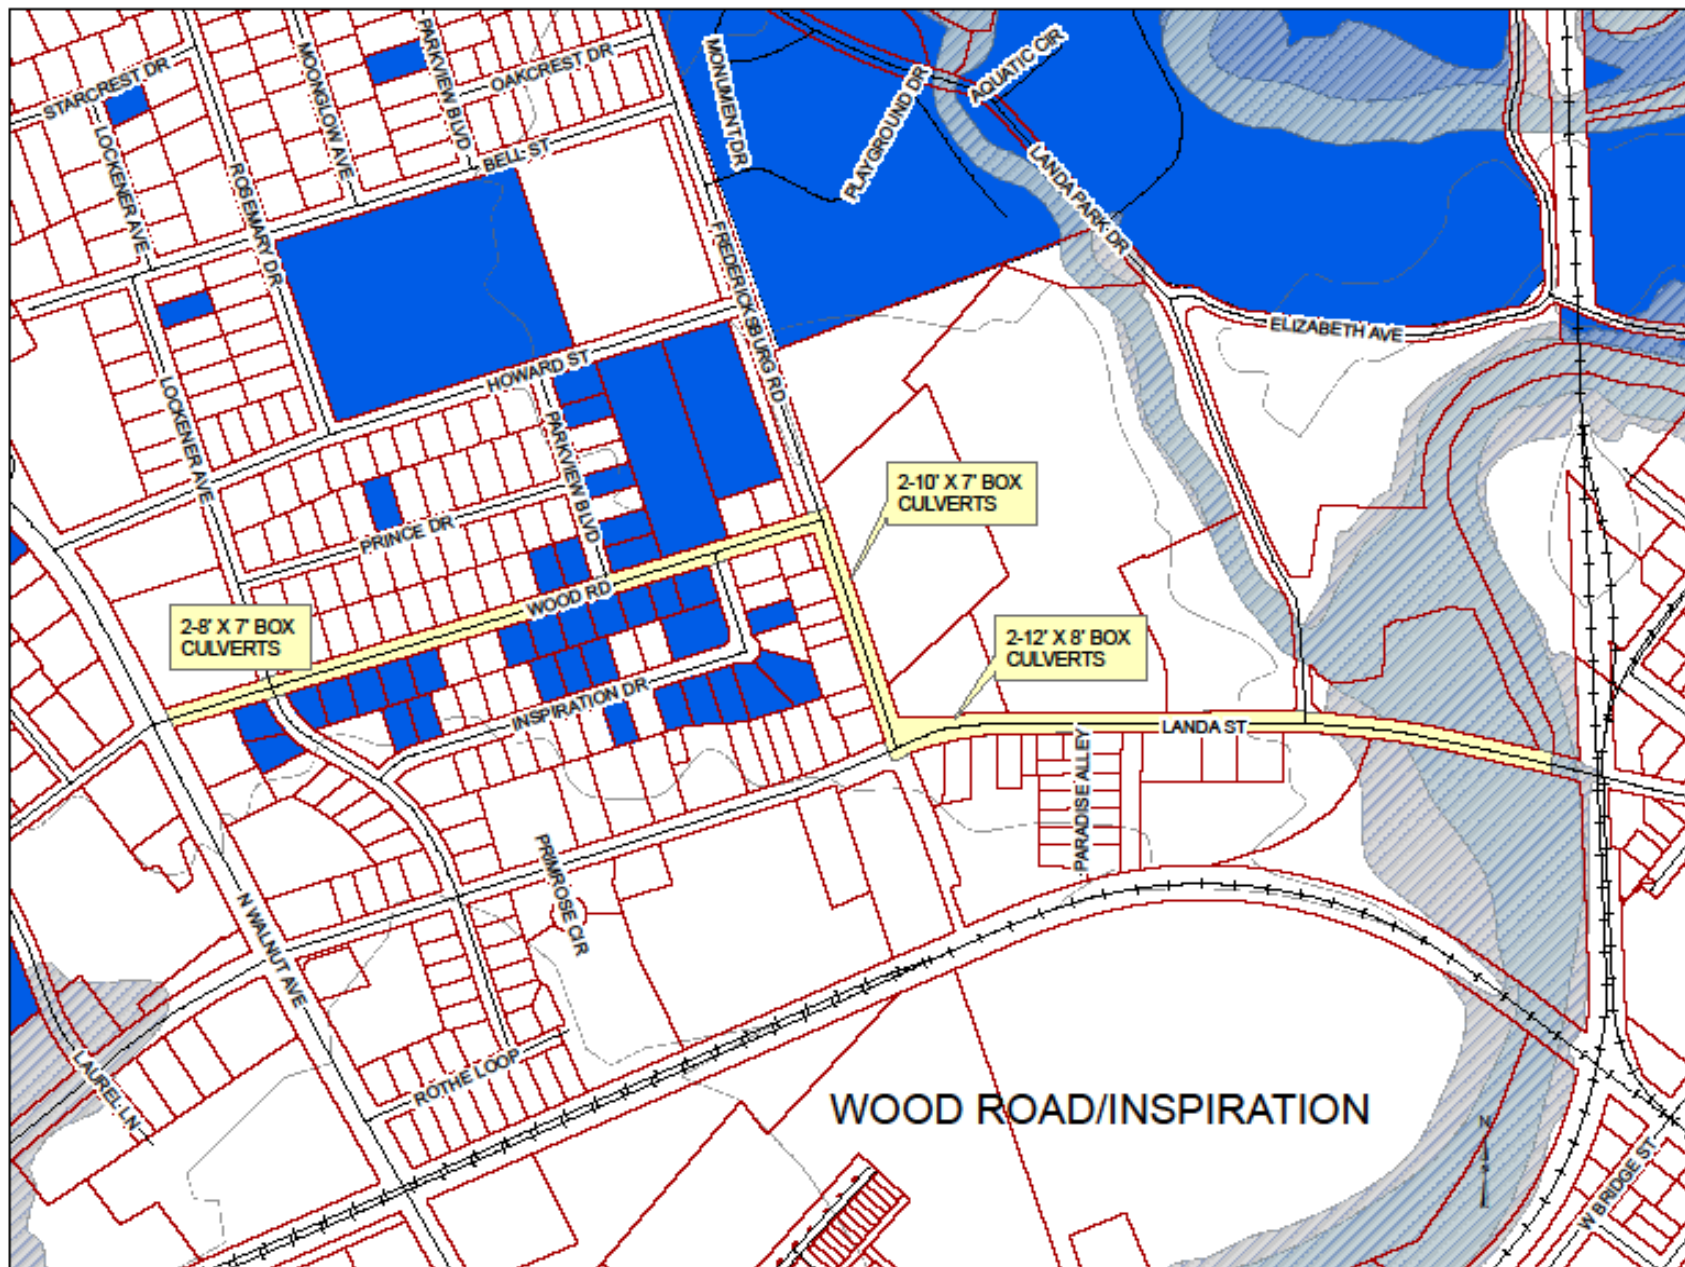 STARCREST DR
MOONGLOW AVE
PARKVIEW BLVD
OAKCREST DR
MONUMENT DR
PLAYGROUND DR
AQUATIC CIR
LOCKENER AVE
ROSEMARY DR
BELL ST
LANDA PARK DR
FREDERICKSBURG RD
ELIZABETH AVE
HOWARD ST
LOCKENER AVE
PARKVIEW BLVD
PRINCE DR
2-10' X 7' BOX
CULVERTS
WOOD RD
2-8' X 7' BOX
CULVERTS
2-12' X 8' BOX
CULVERTS
INSPIRATION DR
LANDA ST
PARADISE ALLEY
PRIMROSE CIR
N WALNUT AVE
LAUREL LN
ROTHE LOOP
WOOD ROAD/INSPIRATION
N
W BRIDGE ST